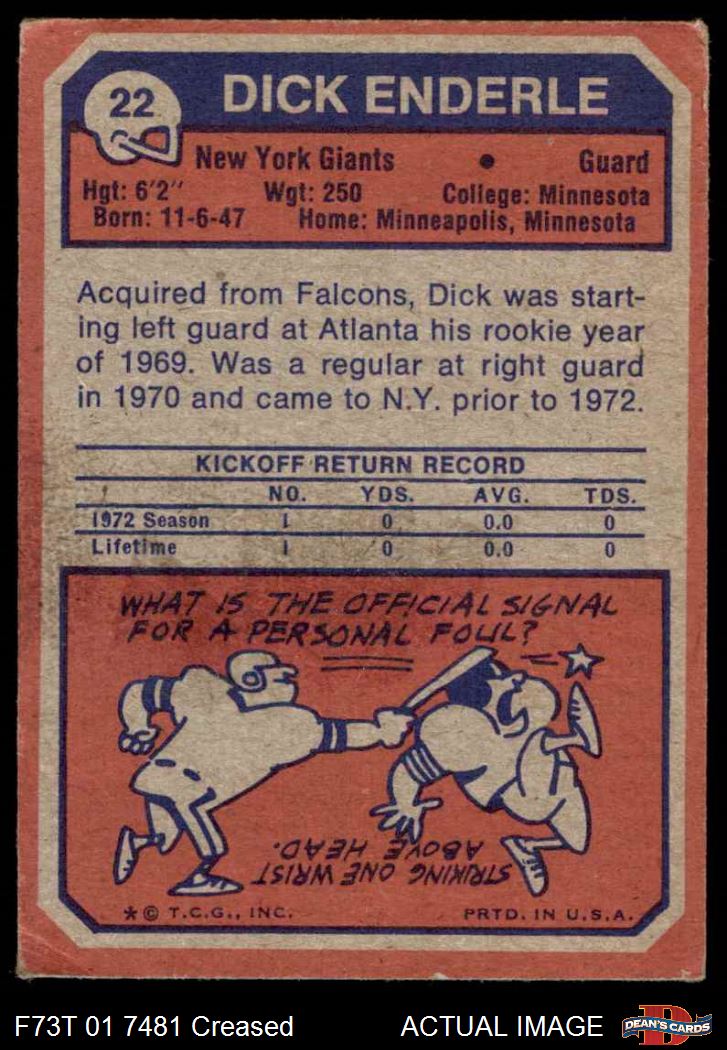 22
DICK ENDERLE
New York Giants • Guard
Hgt: 6'2" Wgt: 250 College: Minnesota
Born: 11-6-47 Home: Minneapolis, Minnesota
Acquired from Falcons, Dick was start-
ing left guard at Atlanta his rookie year
of 1969. Was a regular at right guard
in 1970 and came to N.Y. prior to 1972.
KICKOFF RETURN RECORD
NO. YDS. AVG. TDS.
1972 Season 1 0 0.0 0
Lifetime 1 0 0.0 0
WHAT IS THE OFFICIAL SIGNAL
FOR A PERSONAL FOUL?
STRIKING ONE WRIST
ABOVE HEAD.
* © T.C.G., INC. PRTD. IN U.S.A.
F73T 01 7481 Creased ACTUAL IMAGE
D
DEAN'S CARDS